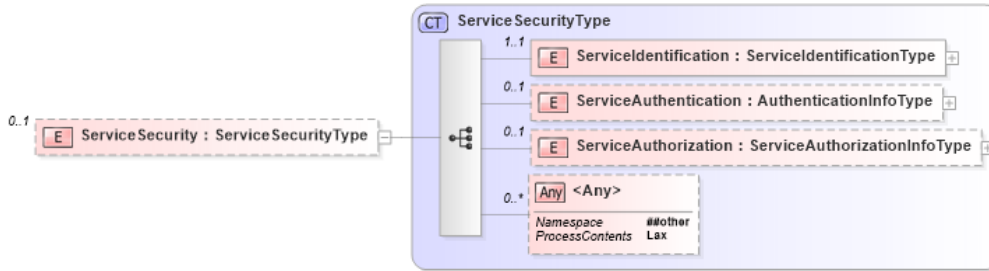 CT ServiceSecurityType
1..1
E ServiceIdentification : ServiceIdentificationType
0..1
E ServiceAuthentication : AuthenticationInfoType
0..1
E ServiceSecurity : ServiceSecurityType
0..1
E ServiceAuthorization : ServiceAuthorizationInfoType
0..*
Any <Any>
Namespace ##other
ProcessContents Lax